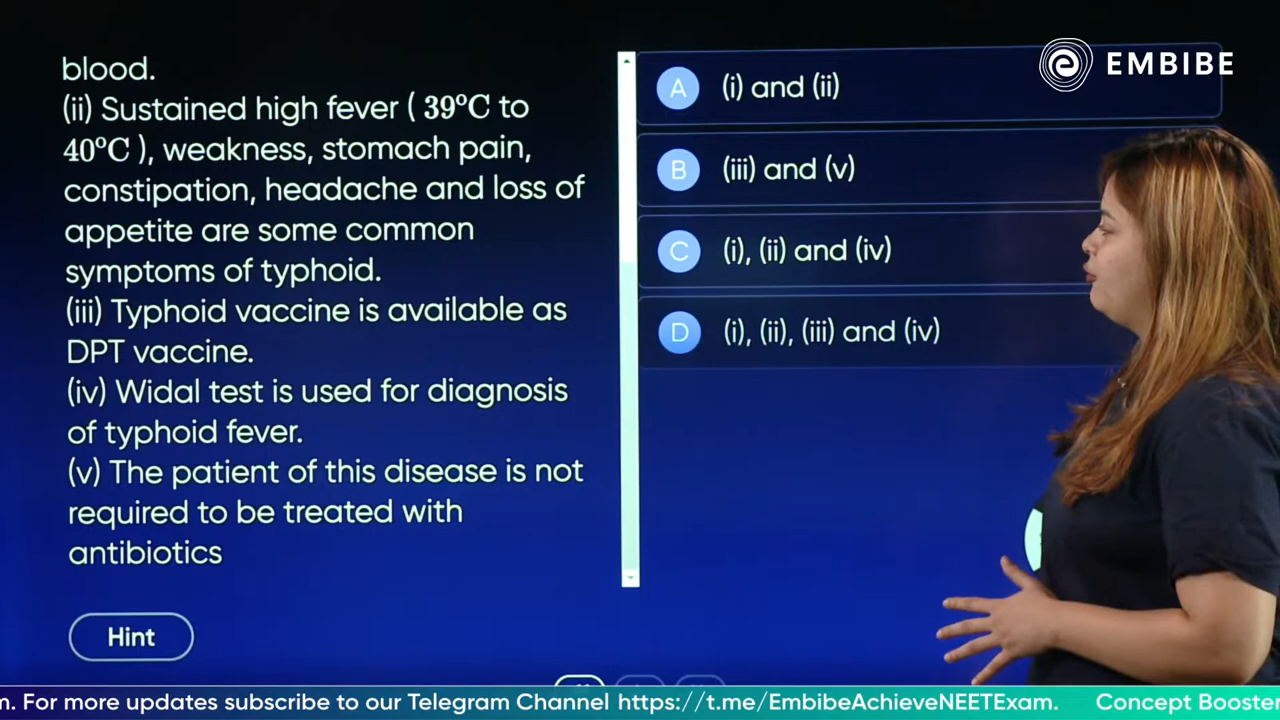 blood.
(ii) Sustained high fever ( 39°C to
40°C ), weakness, stomach pain,
constipation, headache and loss of
appetite are some common
symptoms of typhoid.
(iii) Typhoid vaccine is available as
DPT vaccine.
(iv) Widal test is used for diagnosis
of typhoid fever.
(v) The patient of this disease is not
required to be treated with
antibiotics
Hint
A (i) and (ii)
B (iii) and (v)
C (i), (ii) and (iv)
D (i), (ii), (iii) and (iv)
EMBIBE
m. For more updates subscribe to our Telegram Channel https://t.me/EmbibeAchieveNEETExam. Concept Booster